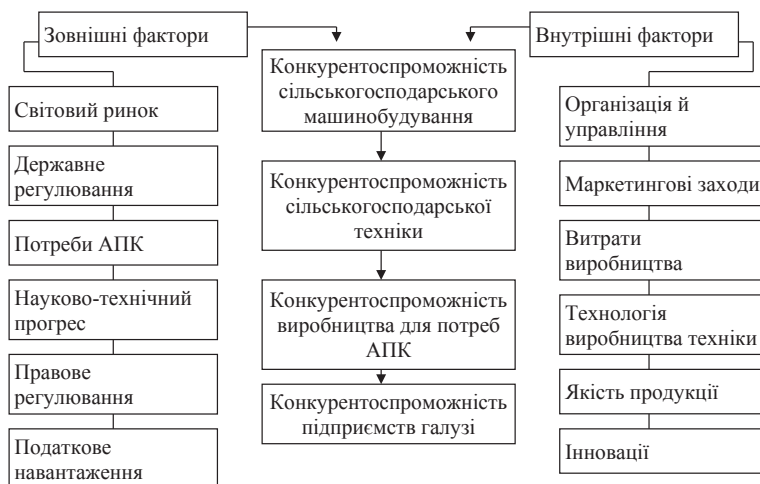 Зовнішні фактори
Внутрішні фактори
Конкурентоспроможність
сільськогосподарського
машинобудування
Конкурентоспроможність
сільськогосподарської
техніки
Конкурентоспроможність
виробництва для потреб
АПК
Конкурентоспроможність
підприємств галузі
Світовий ринок
Державне
регулювання
Потреби АПК
Науково-технічний
прогрес
Правове
регулювання
Податкове
навантаження
Організація й
управління
Маркетингові заходи
Витрати
виробництва
Технологія
виробництва техніки
Якість продукції
Інновації